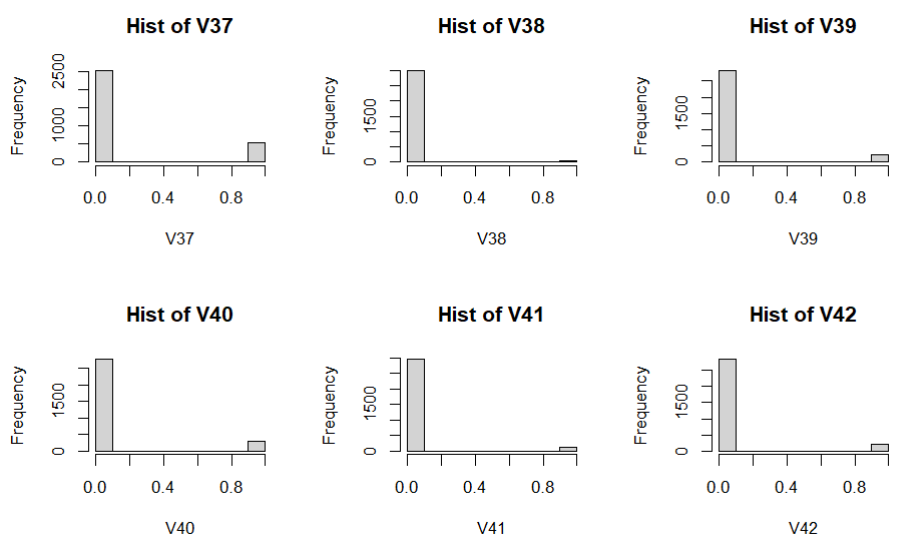 Hist of V37
Hist of V38
Hist of V39
Frequency
0 1000 2500
0.0 0.4 0.8
V37
Frequency
0 1500
0.0 0.4 0.8
V38
Frequency
0 1500
0.0 0.4 0.8
V39
Hist of V40
Hist of V41
Hist of V42
Frequency
0 1500
0.0 0.4 0.8
V40
Frequency
0 1500
0.0 0.4 0.8
V41
Frequency
0 1500
0.0 0.4 0.8
V42